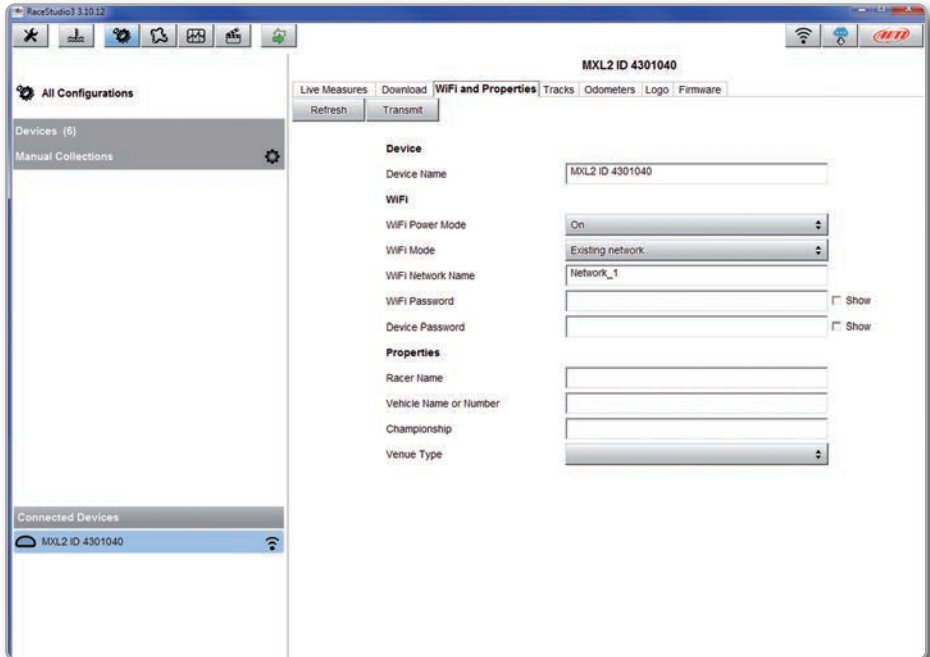 RaceStudio3 3.10.12
AiM
MXL2 ID 4301040
All Configurations
Live Measures Download WiFi and Properties Tracks Odometers Logo Firmware
Refresh Transmit
Devices (6)
Manual Collections
Device
Device Name MXL2 ID 4301040
WiFi
WiFi Power Mode On
WiFi Mode Existing network
WiFi Network Name Network_1
WiFi Password Show
Device Password Show
Properties
Racer Name
Vehicle Name or Number
Championship
Venue Type
Connected Devices
MXL2 ID 4301040